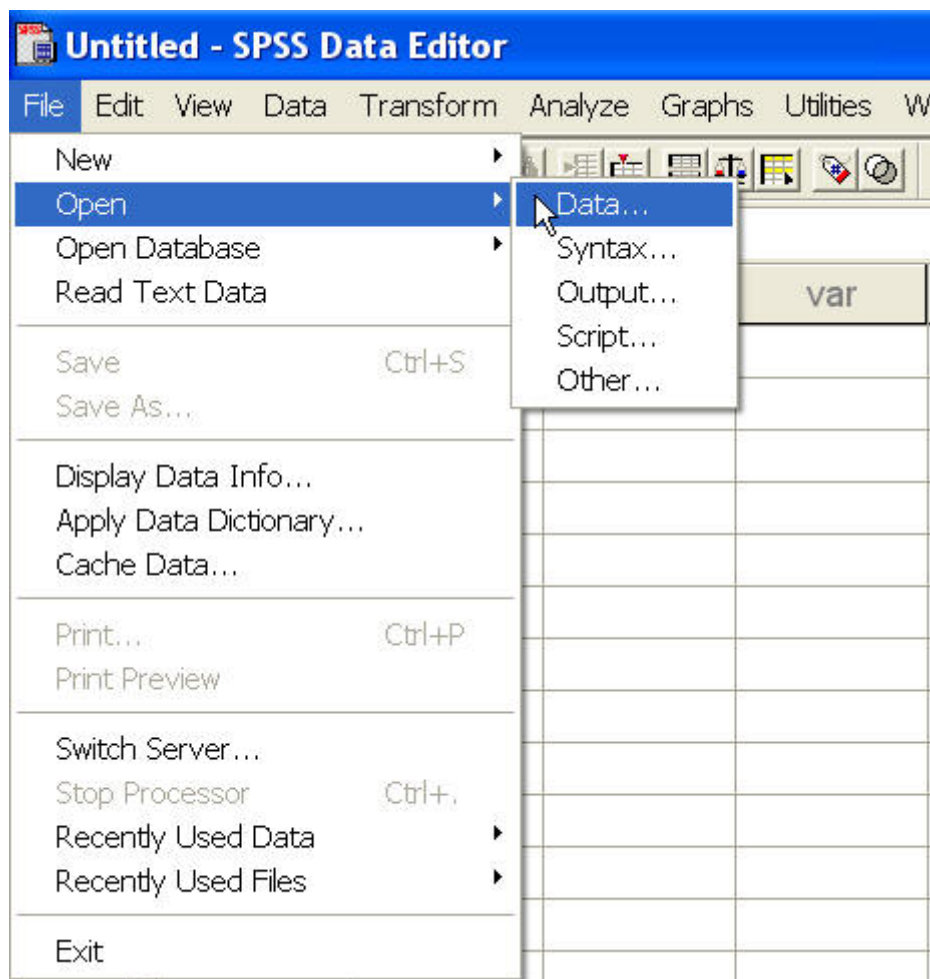 Untitled - SPSS Data Editor
File Edit View Data Transform Analyze Graphs Utilities W
New
Open
Open Database
Read Text Data
Save Ctrl+S
Save As...
Display Data Info...
Apply Data Dictionary...
Cache Data...
Print... Ctrl+P
Print Preview
Switch Server...
Stop Processor Ctrl+.
Recently Used Data
Recently Used Files
Exit
Data...
Syntax...
Output...
Script...
Other...
var